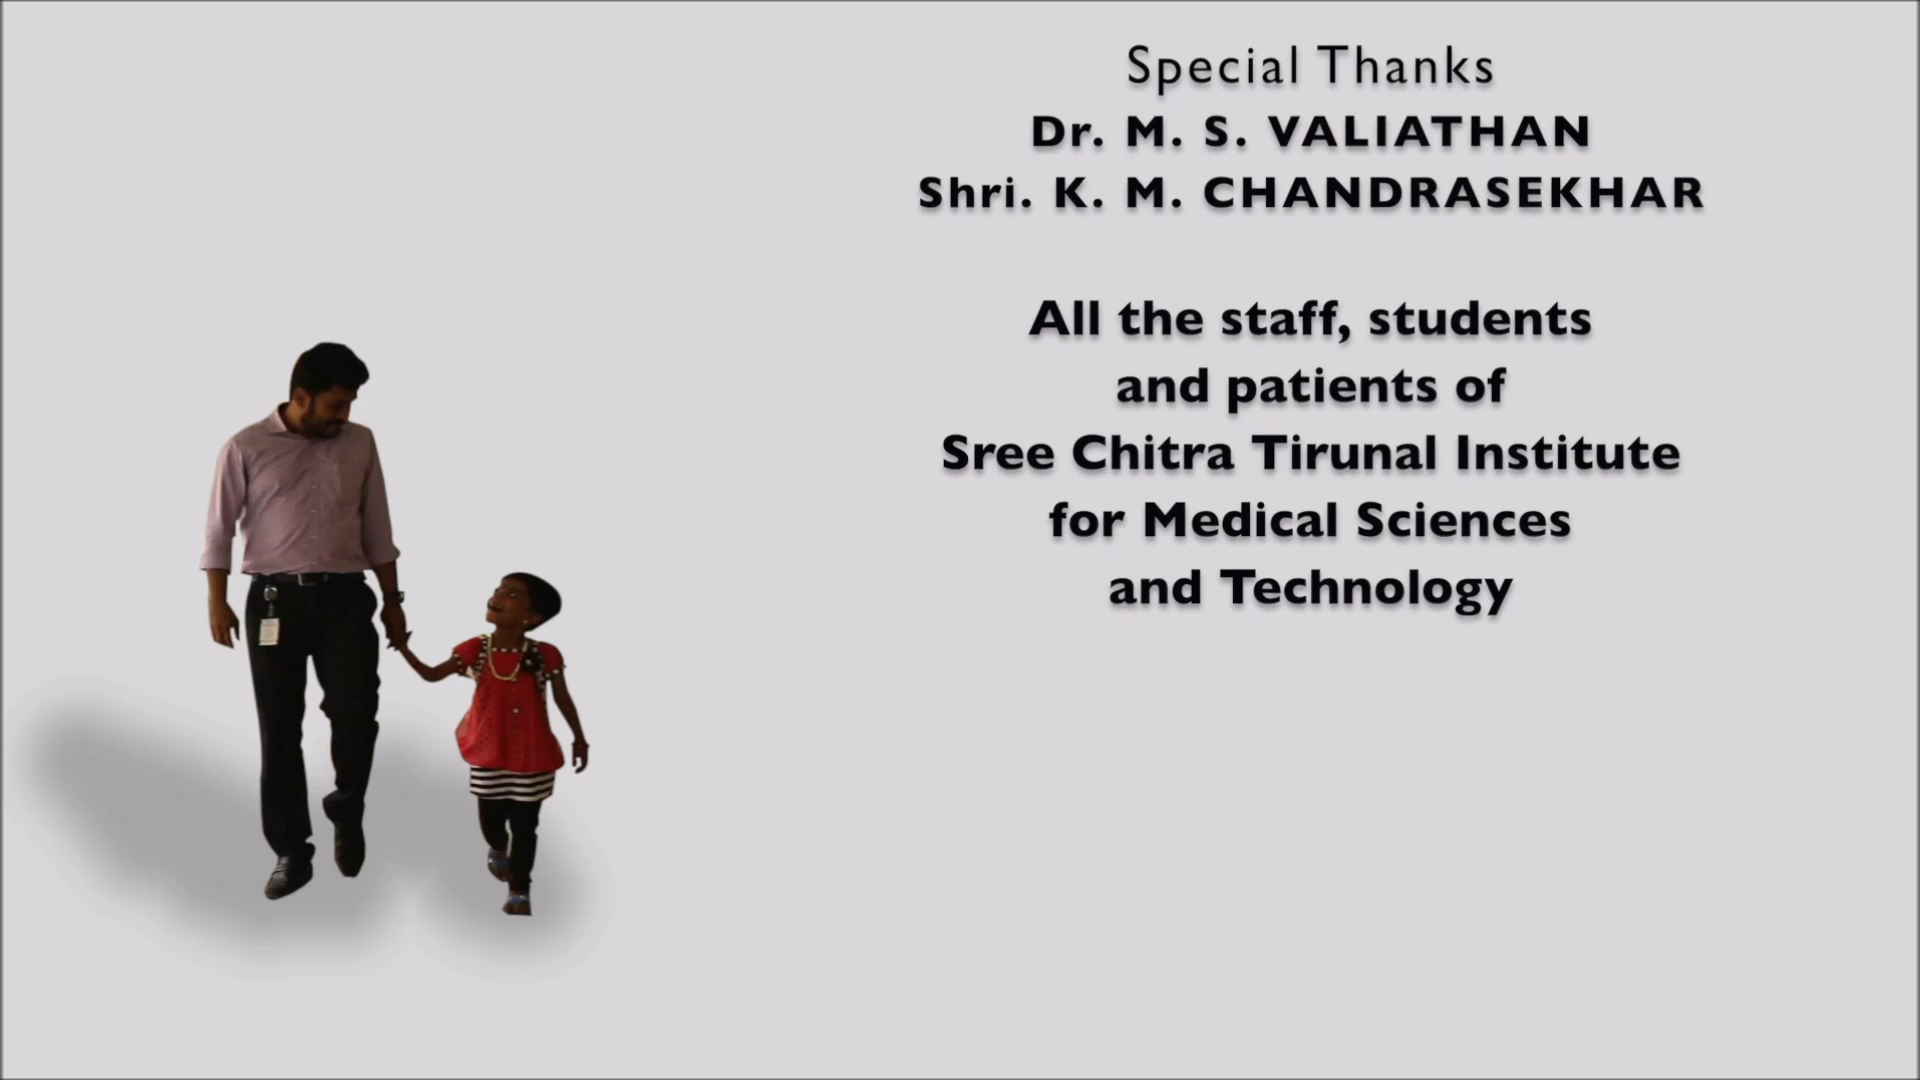 Special Thanks
Dr. M. S. VALIATHAN
Shri. K. M. CHANDRASEKHAR
All the staff, students
and patients of
Sree Chitra Tirunal Institute
for Medical Sciences
and Technology